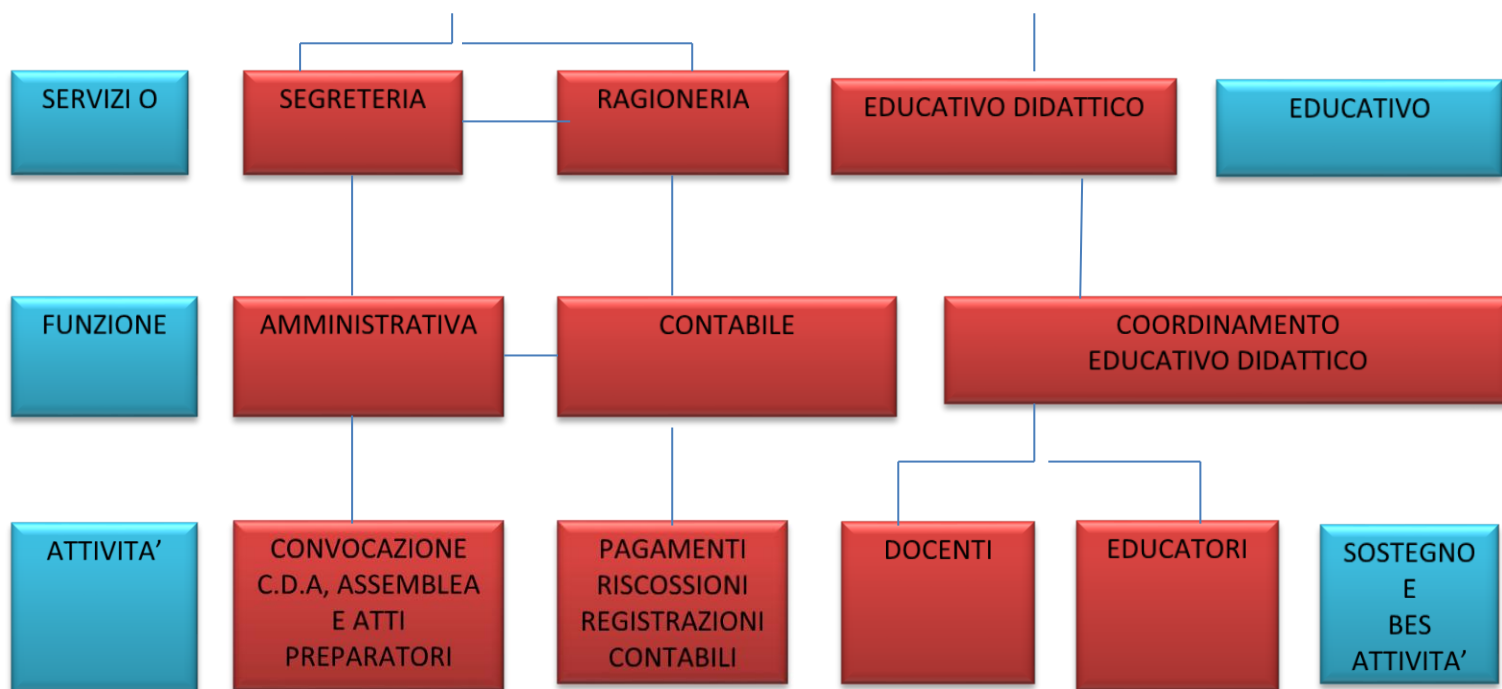 SERVIZI O
SEGRETERIA
RAGIONERIA
EDUCATIVO DIDATTICO
EDUCATIVO
FUNZIONE
AMMINISTRATIVA
CONTABILE
COORDINAMENTO
EDUCATIVO DIDATTICO
ATTIVITA’
CONVOCAZIONE
C.D.A, ASSEMBLEA
E ATTI
PREPARATORI
PAGAMENTI
RISCOSSIONI
REGISTRAZIONI
CONTABILI
DOCENTI
EDUCATORI
SOSTEGNO
E
BES
ATTIVITA’